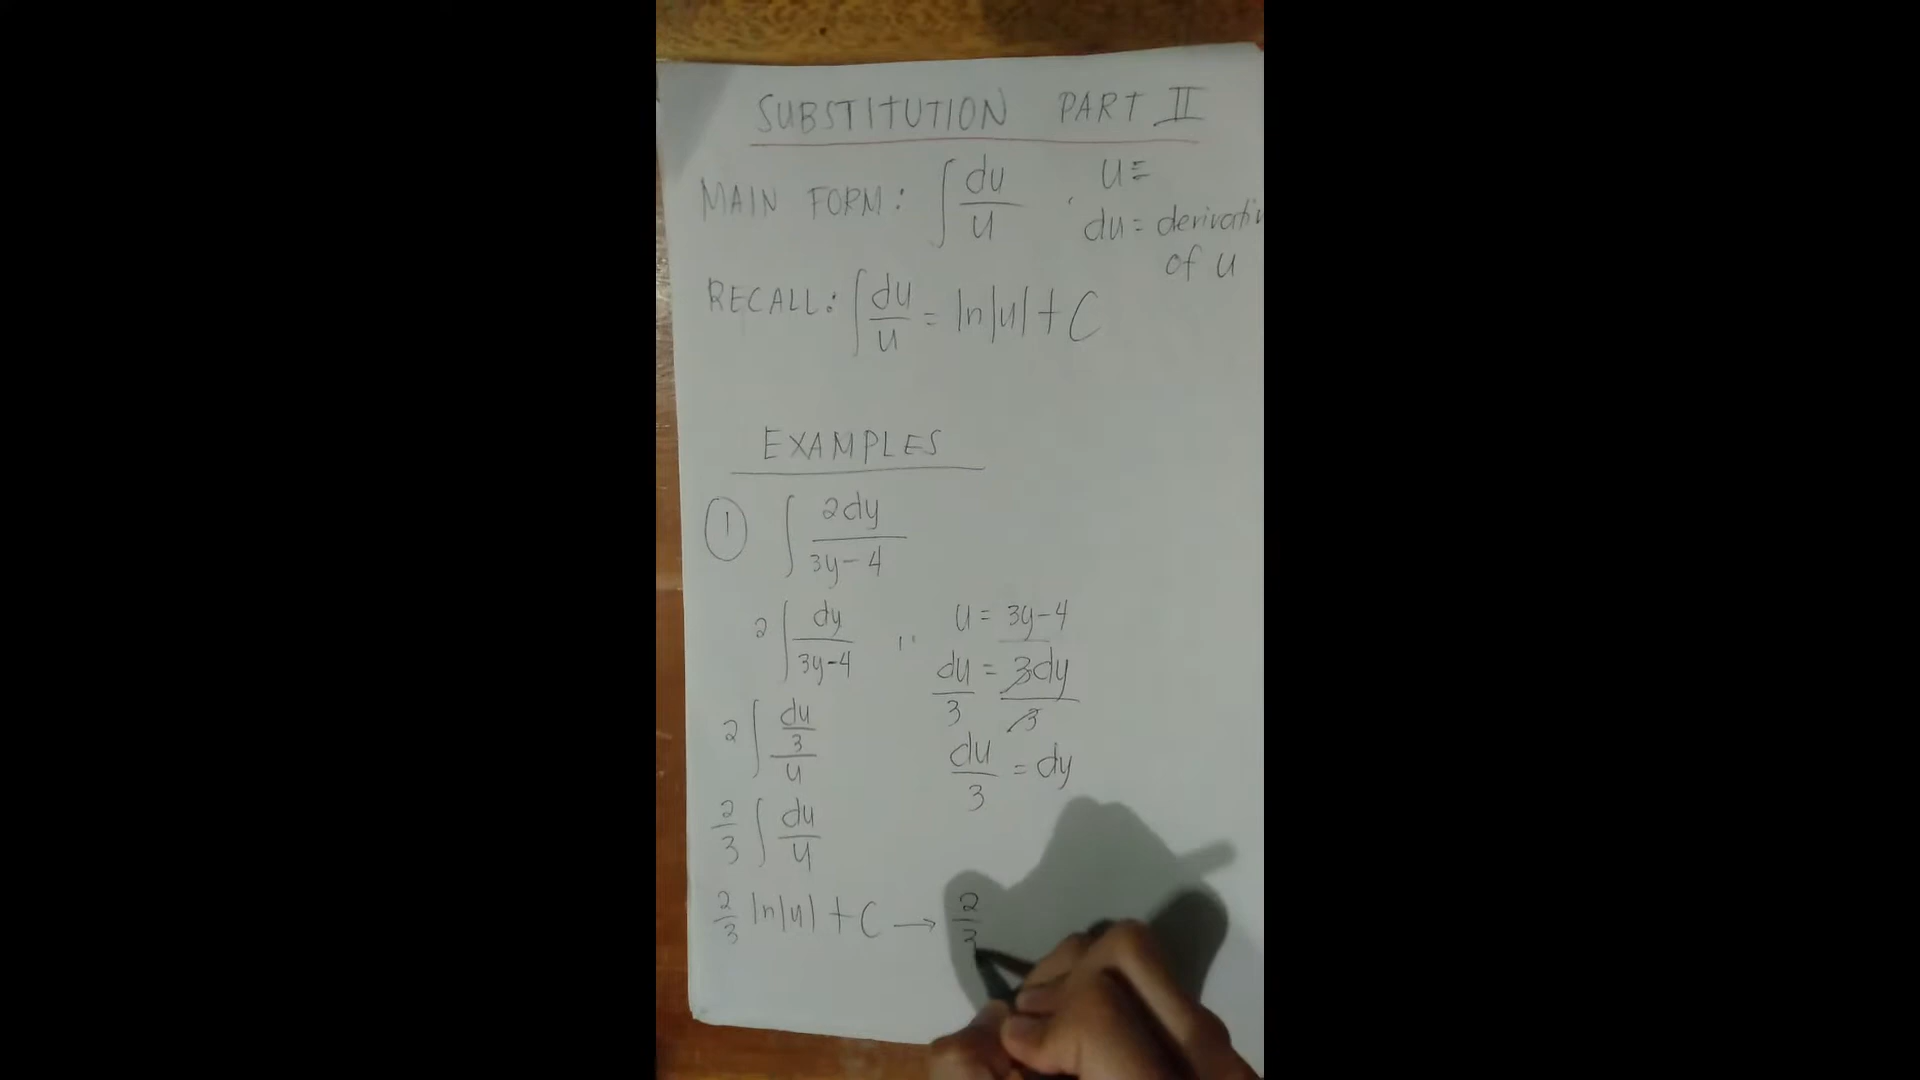 SUBSTITUTION PART II
MAIN FORM: ∫ du/u , u =
du = derivati
of u
RECALL: ∫ du/u = ln|u| + C
EXAMPLES
① ∫ 2dy/(3y-4)
2 ∫ dy/(3y-4) u = 3y-4
du/3 = 3dy/3
2 ∫ (du/3)/u
du/3 = dy
2/3 ∫ du/u
2/3 ln|u| + C → 2/3